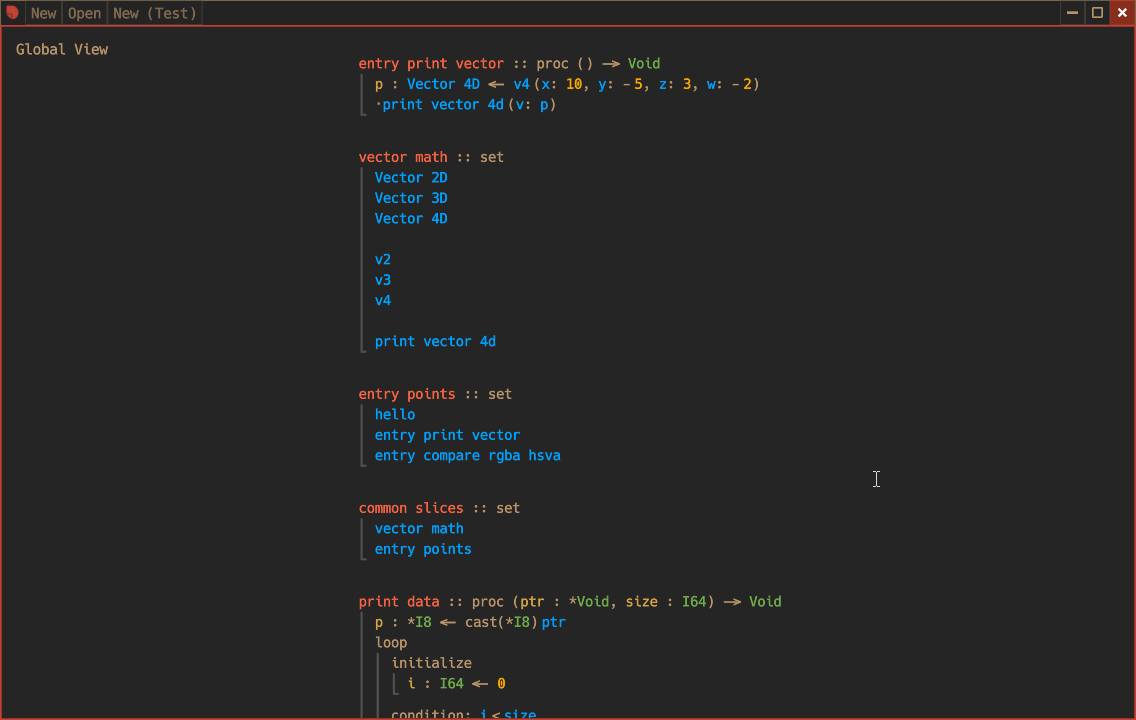 New Open New (Test)
Global View
entry print vector :: proc () → Void
p : Vector 4D ← v4(x: 10, y: -5, z: 3, w: -2)
·print vector 4d(v: p)
vector math :: set
Vector 2D
Vector 3D
Vector 4D
v2
v3
v4
print vector 4d
entry points :: set
hello
entry print vector
entry compare rgba hsva
common slices :: set
vector math
entry points
print data :: proc (ptr : *Void, size : I64) → Void
p : *I8 ← cast(*I8)ptr
loop
initialize
i : I64 ← 0
condition: i<size